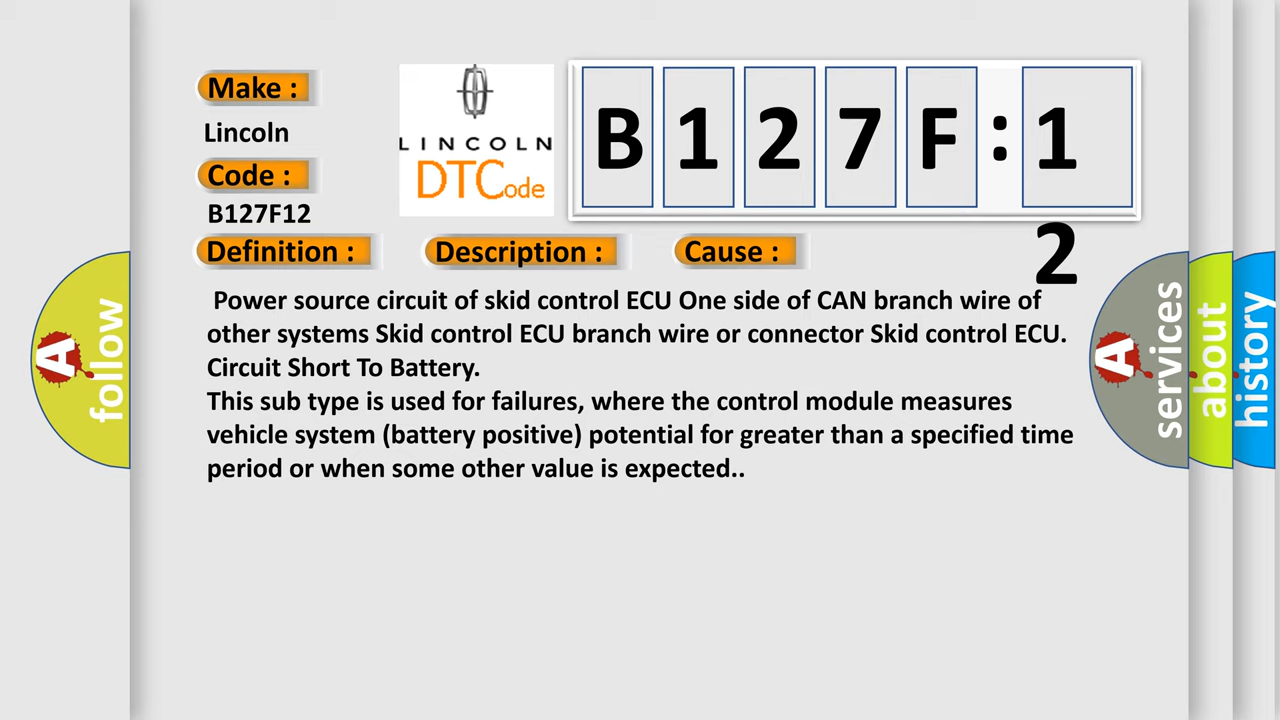 Make :
Lincoln
Code :
B127F12
LINCOLN
DTCode
B127F:1
2
Definition :
Description :
Cause :
Power source circuit of skid control ECU One side of CAN branch wire of
other systems Skid control ECU branch wire or connector Skid control ECU.
Circuit Short To Battery.
This sub type is used for failures, where the control module measures
vehicle system (battery positive) potential for greater than a specified time
period or when some other value is expected..
A
follow
A
services
about
history